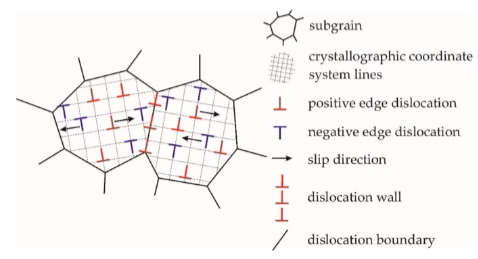 subgrain
crystallographic coordinate
system lines
positive edge dislocation
negative edge dislocation
slip direction
dislocation wall
dislocation boundary